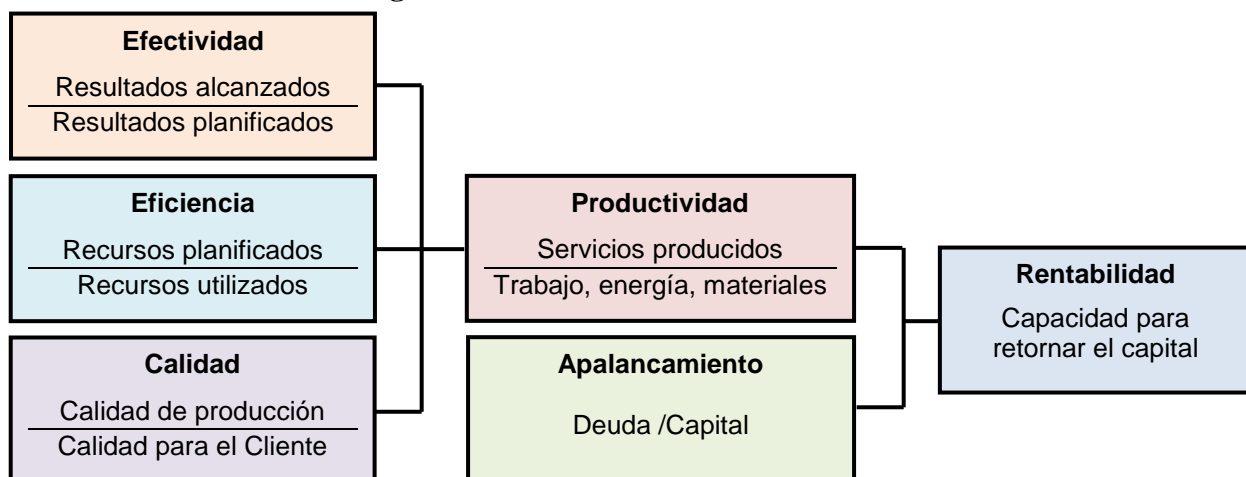 Efectividad
Resultados alcanzados
Resultados planificados
Eficiencia
Recursos planificados
Recursos utilizados
Calidad
Calidad de producción
Calidad para el Cliente
Productividad
Servicios producidos
Trabajo, energía, materiales
Apalancamiento
Deuda /Capital
Rentabilidad
Capacidad para
retornar el capital